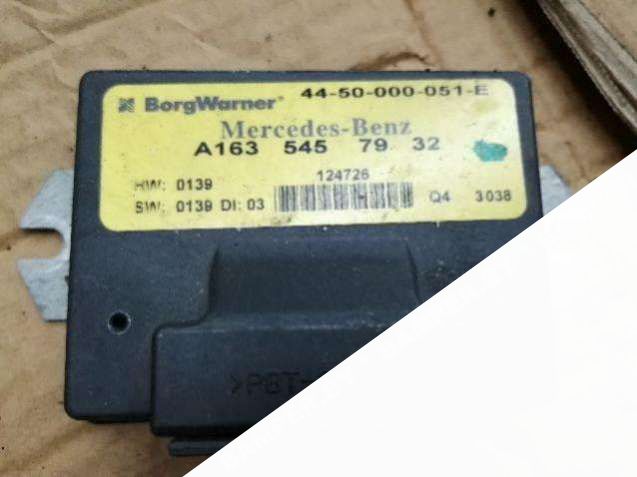 BorgWarner 44-50-000-051-E
Mercedes-Benz
A163 545 79 32
HW: 0139 124726
SW: 0139 DI: 03 Q4 3038
>PBT-